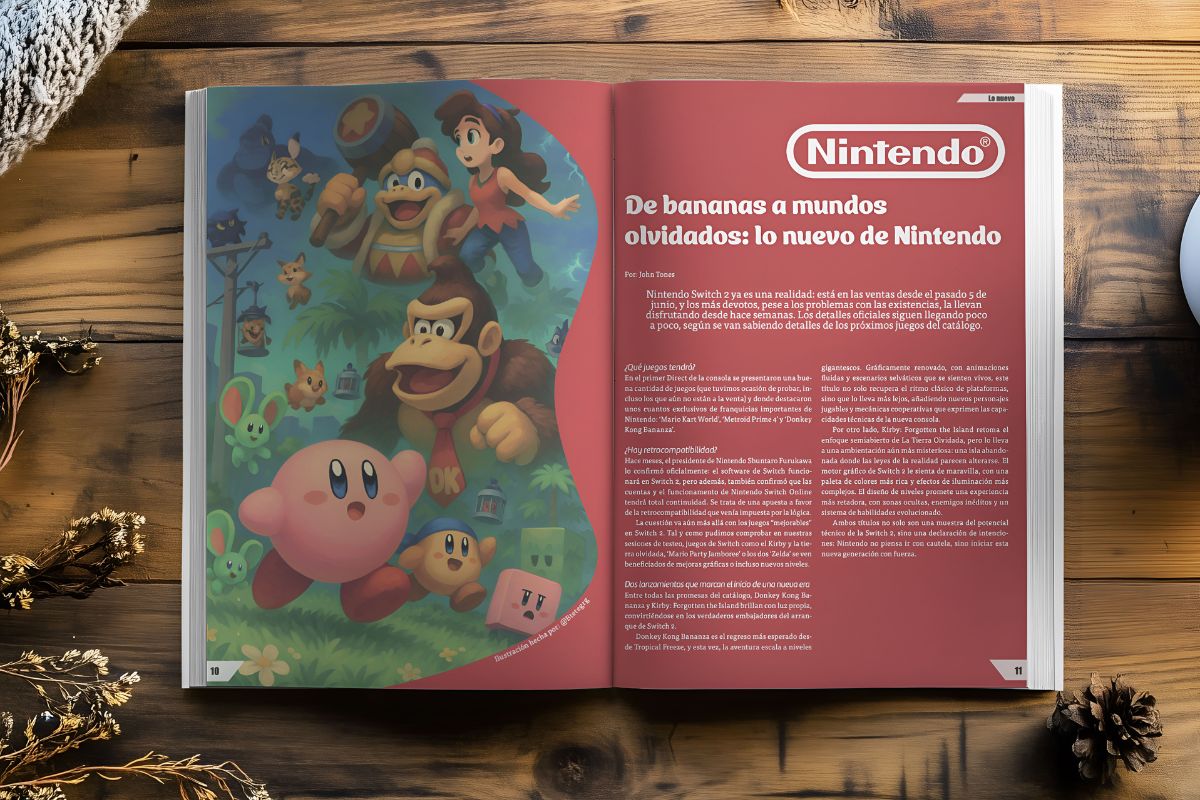 DK
Ilustración hecha por: @Bisteg1g
10
Lo nuevo
Nintendo®
De bananas a mundos
olvidados: lo nuevo de Nintendo
Por: John Tones
Nintendo Switch 2 ya es una realidad: está en las ventas desde el pasado 5 de
junio, y los más devotos, pese a los problemas con las existencias, la llevan
disfrutando desde hace semanas. Los detalles oficiales siguen llegando poco
a poco, según se van sabiendo detalles de los próximos juegos del catálogo.
¿Qué juegos tendrá?
En el primer Direct de la consola se presentaron una bue-
na cantidad de juegos (que tuvimos ocasión de probar, in-
cluso los que aún no están a la venta) y donde destacaron
unos cuantos exclusivos de franquicias importantes de
Nintendo: ‘Mario Kart World’, ‘Metroid Prime 4’ y ‘Donkey
Kong Bananza’.
¿Hay retrocompatibilidad?
Hace meses, el presidente de Nintendo Shuntaro Furukawa
lo confirmó oficialmente: el software de Switch funcio-
nará en Switch 2, pero además, también confirmó que las
cuentas y el funcionamento de Nintendo Switch Online
tendrá total continuidad. Se trata de una apuesta a favor
de la retrocompatibilidad que venía impuesta por la lógica.
La cuestión va aún más allá con los juegos “mejorables”
en Switch 2. Tal y como pudimos comprobar en nuestras
sesiones de testeo, juegos de Switch como el Kirby y la tie-
rra olvidada, ‘Mario Party Jamboree’ o los dos ‘Zelda’ se ven
beneficiados de mejoras gráficas o incluso nuevos niveles.
Dos lanzamientos que marcan el inicio de una nueva era
Entre todas las promesas del catálogo, Donkey Kong Ba-
nanza y Kirby: Forgotten the Island brillan con luz propia,
convirtiéndose en los verdaderos embajadores del arran-
que de Switch 2.
Donkey Kong Bananza es el regreso más esperado des-
de Tropical Freeze, y esta vez, la aventura escala a niveles
gigantescos. Gráficamente renovado, con animaciones
fluidas y escenarios selváticos que se sienten vivos, este
título no solo recupera el ritmo clásico de plataformas,
sino que lo lleva más lejos, añadiendo nuevos personajes
jugables y mecánicas cooperativas que exprimen las capa-
cidades técnicas de la nueva consola.
Por otro lado, Kirby: Forgotten the Island retoma el
enfoque semiabierto de La Tierra Olvidada, pero lo lleva
a una ambientación aún más misteriosa: una isla abando-
nada donde las leyes de la realidad parecen alterarse. El
motor gráfico de Switch 2 le sienta de maravilla, con una
paleta de colores más rica y efectos de iluminación más
complejos. El diseño de niveles promete una experiencia
más retadora, con zonas ocultas, enemigos inéditos y un
sistema de habilidades evolucionado.
Ambos títulos no solo son una muestra del potencial
técnico de la Switch 2, sino una declaración de intencio-
nes: Nintendo no piensa ir con cautela, sino iniciar esta
nueva generación con fuerza.
11